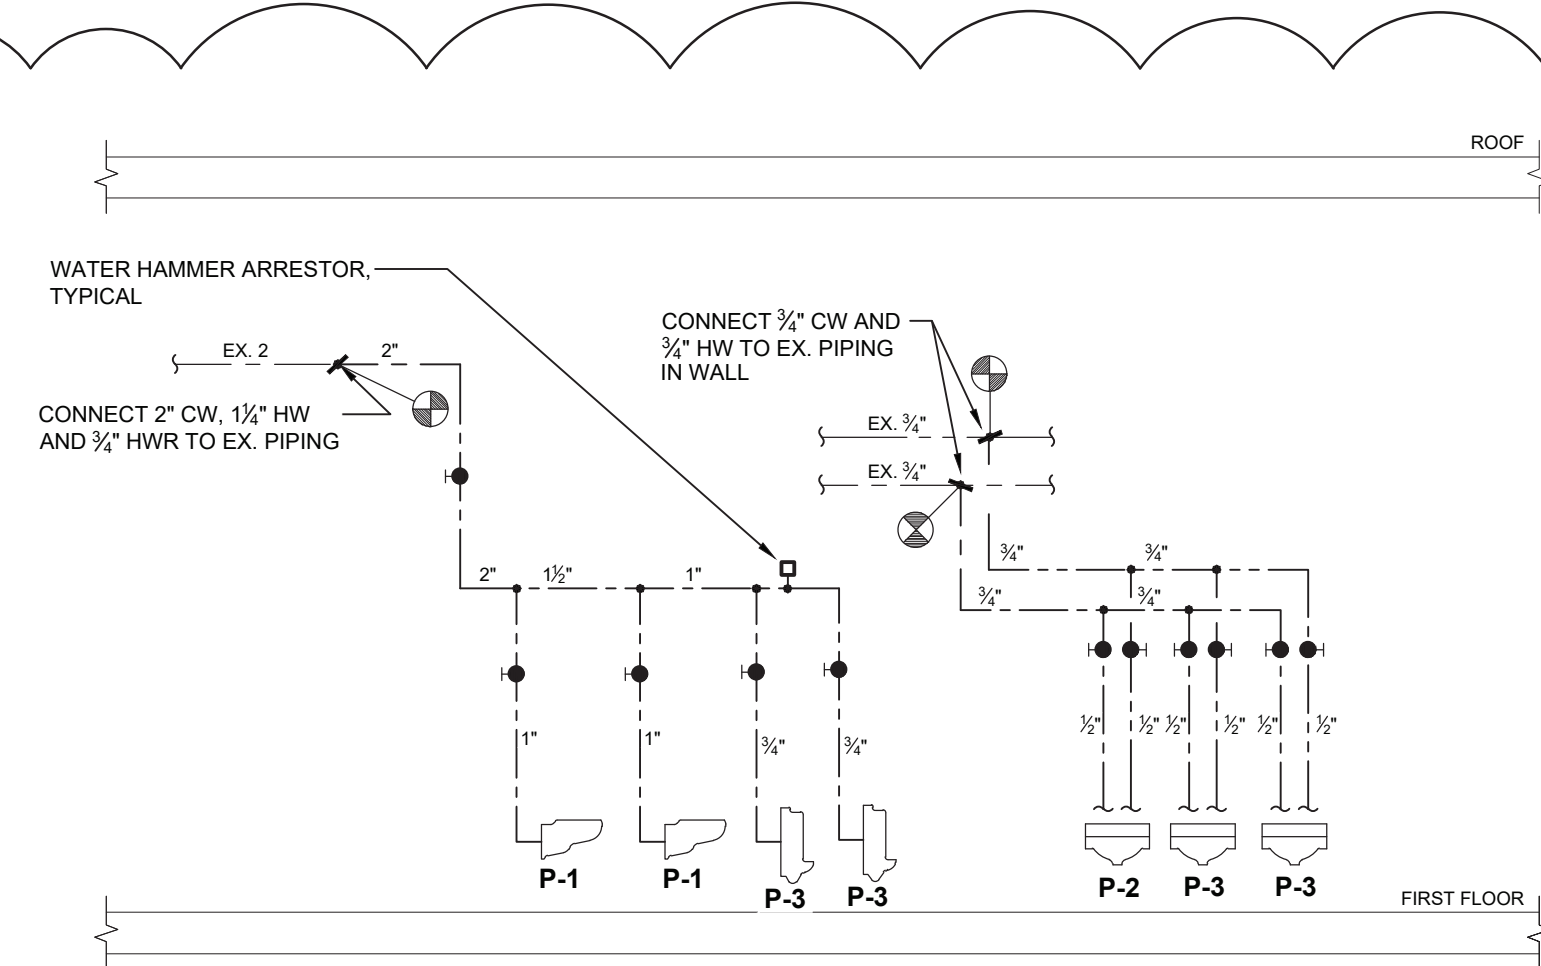 ROOF
WATER HAMMER ARRESTOR,
TYPICAL
CONNECT ¾" CW AND
¾" HW TO EX. PIPING
IN WALL
EX. 2
2"
CONNECT 2" CW, 1¼" HW
AND ¾" HWR TO EX. PIPING
EX. ¾"
EX. ¾"
2"
1½"
1"
¾"
¾"
¾"
¾"
1"
1"
¾"
¾"
½"
½"
½"
½"
½"
½"
P-1
P-1
P-3
P-3
P-2
P-3
P-3
FIRST FLOOR